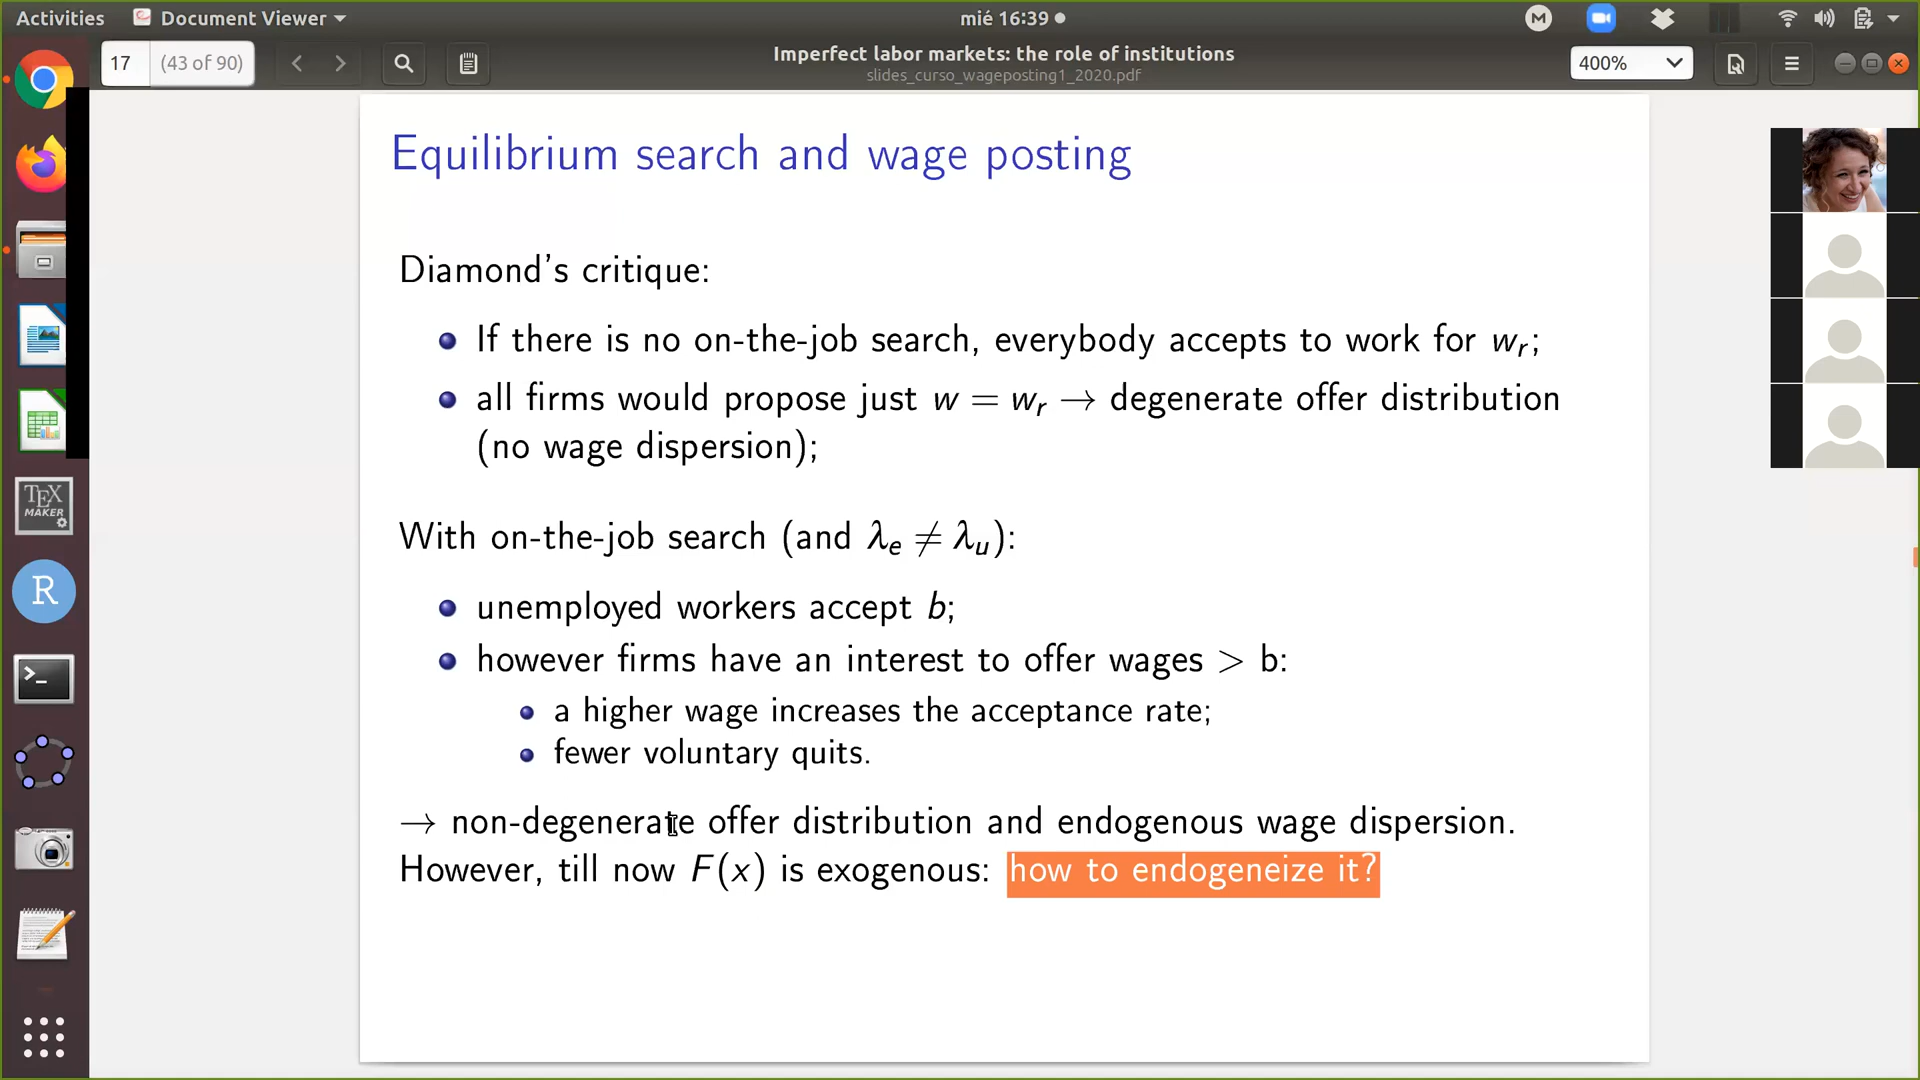 Activities Document Viewer mié 16:39 M
17 (43 of 90) Imperfect labor markets: the role of institutions 400%
slides_curso_wageposting1_2020.pdf
Equilibrium search and wage posting
Diamond's critique:
If there is no on-the-job search, everybody accepts to work for w_r;
all firms would propose just w = w_r → degenerate offer distribution
(no wage dispersion);
With on-the-job search (and λ_e ≠ λ_u):
unemployed workers accept b;
however firms have an interest to offer wages > b:
a higher wage increases the acceptance rate;
fewer voluntary quits.
→ non-degenerate offer distribution and endogenous wage dispersion.
However, till now F(x) is exogenous: how to endogeneize it?
TEX
MAKER
R
>_